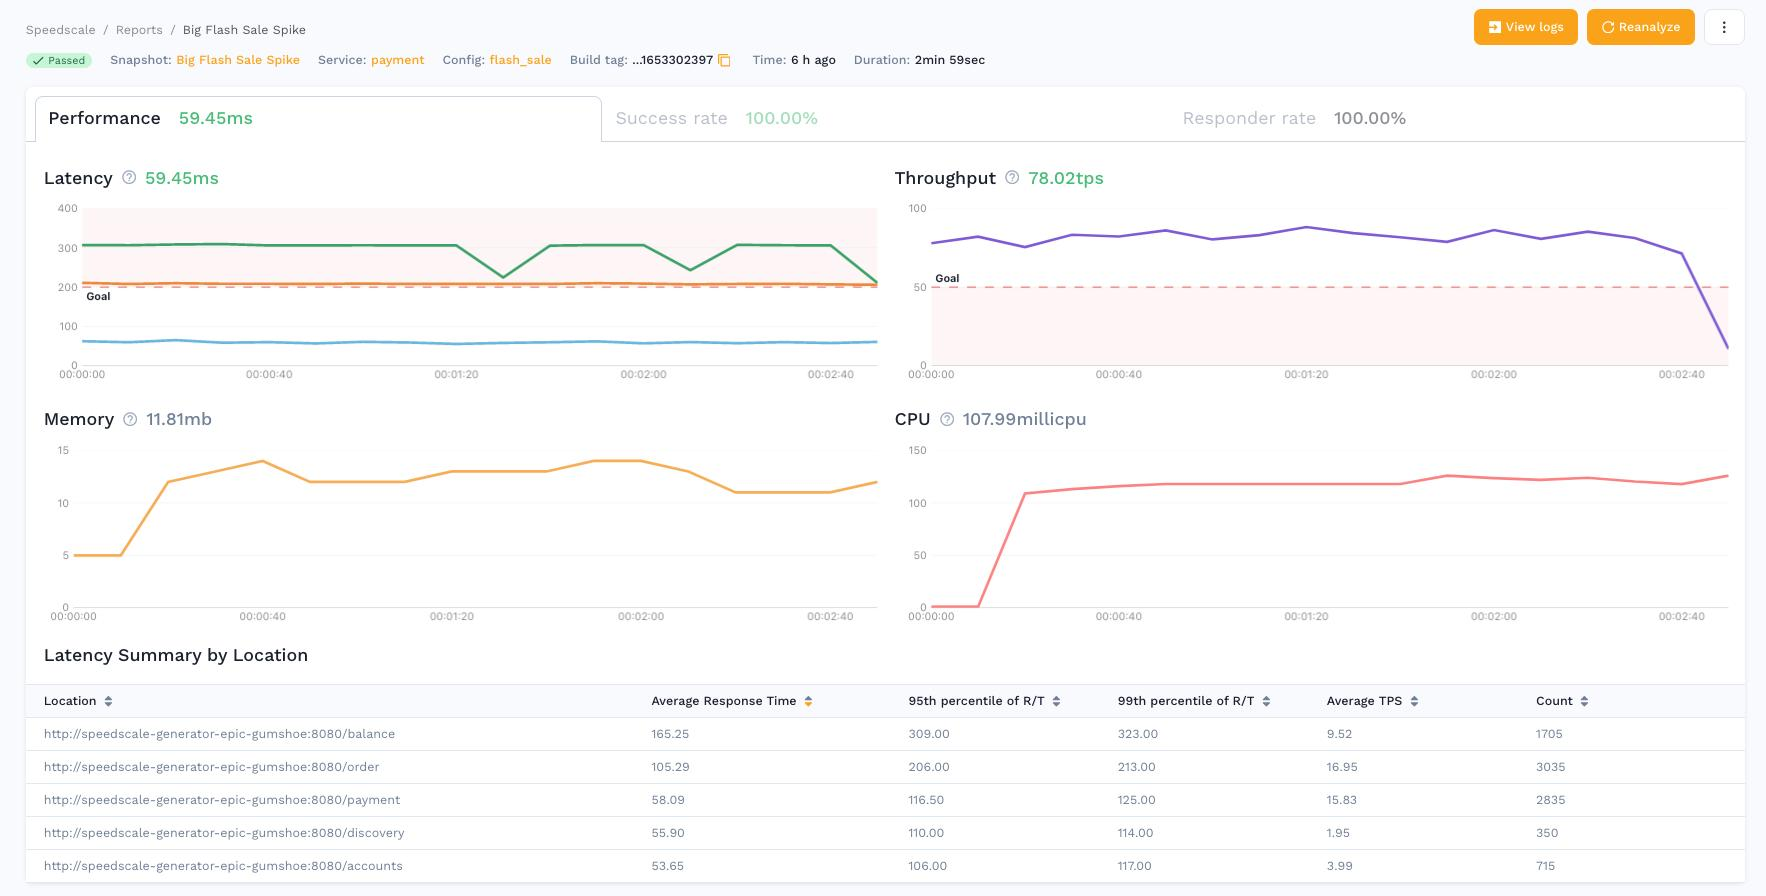 Speedscale / Reports / Big Flash Sale Spike
View logs
Reanalyze
Passed Snapshot: Big Flash Sale Spike Service: payment Config: flash_sale Build tag: ...1653302397 Time: 6 h ago Duration: 2min 59sec
Performance 59.45ms
Success rate 100.00%
Responder rate 100.00%
Latency 59.45ms
400
300
200
Goal
100
0
00:00:00 00:00:40 00:01:20 00:02:00 00:02:40
Throughput 78.02tps
100
Goal
50
0
00:00:00 00:00:40 00:01:20 00:02:00 00:02:40
Memory 11.81mb
15
10
5
0
00:00:00 00:00:40 00:01:20 00:02:00 00:02:40
CPU 107.99millicpu
150
100
50
0
00:00:00 00:00:40 00:01:20 00:02:00 00:02:40
Latency Summary by Location
Location Average Response Time 95th percentile of R/T 99th percentile of R/T Average TPS Count
http://speedscale-generator-epic-gumshoe:8080/balance 165.25 309.00 323.00 9.52 1705
http://speedscale-generator-epic-gumshoe:8080/order 105.29 206.00 213.00 16.95 3035
http://speedscale-generator-epic-gumshoe:8080/payment 58.09 116.50 125.00 15.83 2835
http://speedscale-generator-epic-gumshoe:8080/discovery 55.90 110.00 114.00 1.95 350
http://speedscale-generator-epic-gumshoe:8080/accounts 53.65 106.00 117.00 3.99 715